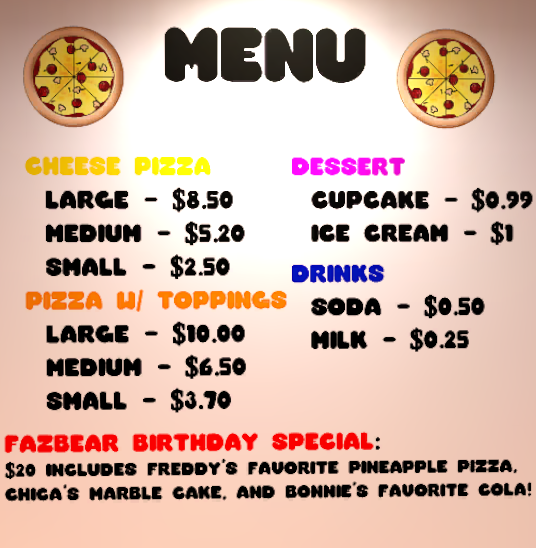 MENU
CHEESE PIZZA
LARGE - $8.50
MEDIUM - $5.20
SMALL - $2.50
PIZZA W/ TOPPINGS
LARGE - $10.00
MEDIUM - $6.50
SMALL - $3.70
DESSERT
CUPCAKE - $0.99
ICE CREAM - $1
DRINKS
SODA - $0.50
MILK - $0.25
FAZBEAR BIRTHDAY SPECIAL:
$20 INCLUDES FREDDY'S FAVORITE PINEAPPLE PIZZA,
CHICA'S MARBLE CAKE, AND BONNIE'S FAVORITE COLA!